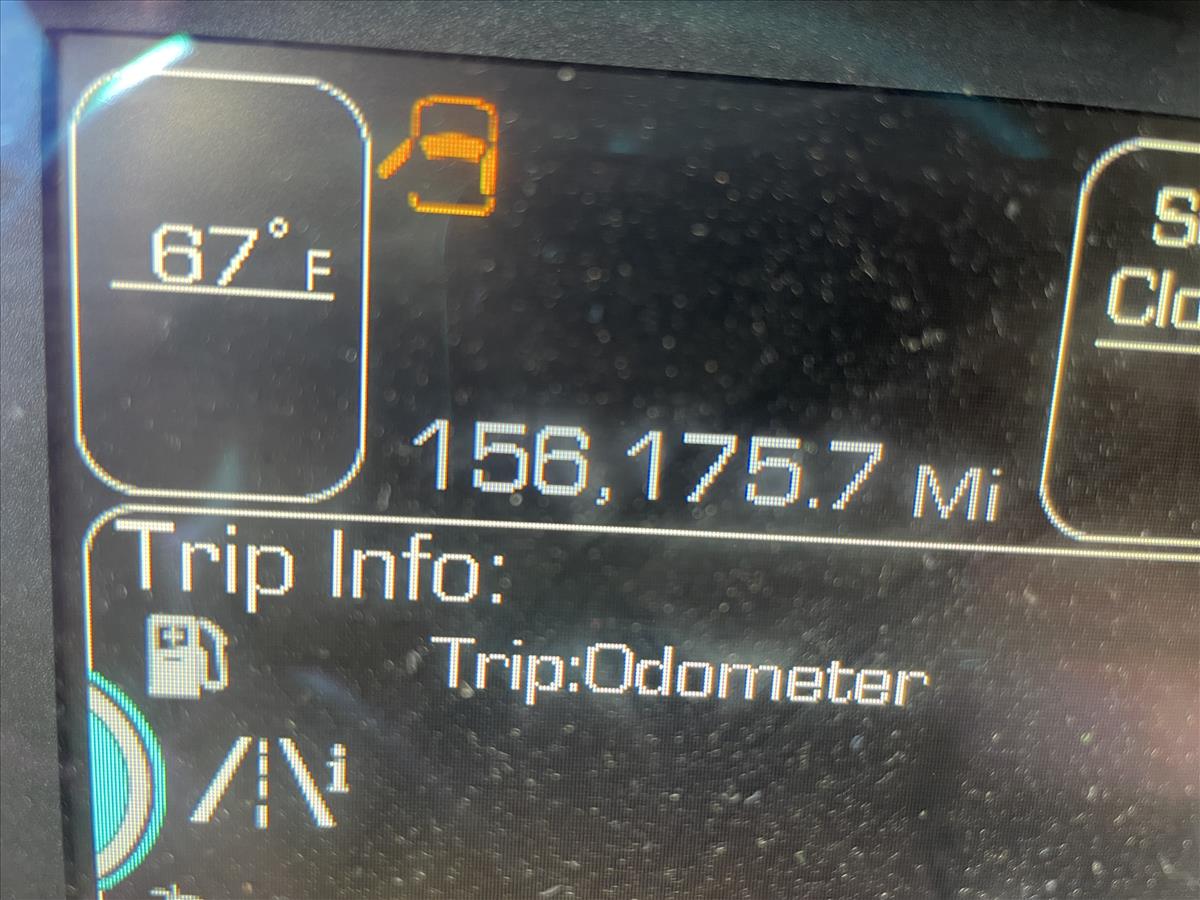 67° F
156,175.7 Mi
Trip Info:
Trip:Odometer
i